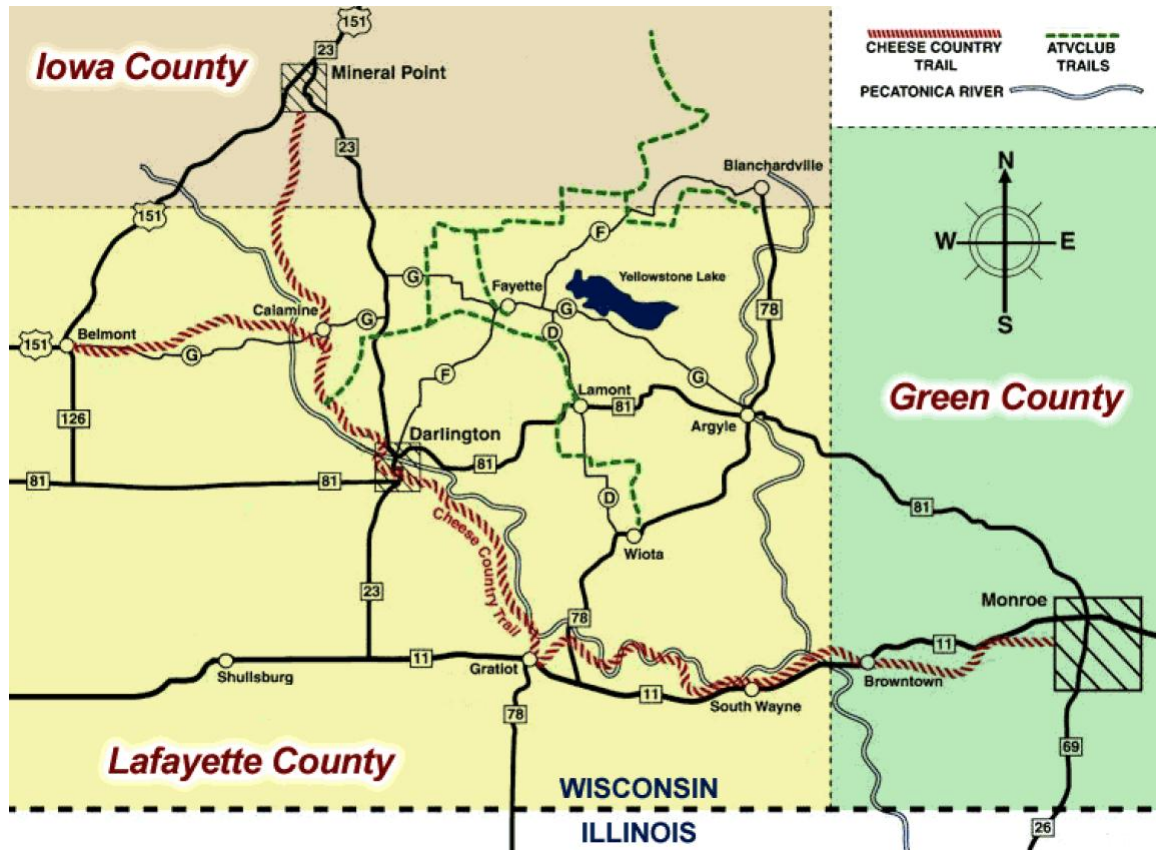 151
23
Iowa County
Mineral Point
CHEESE COUNTRY
TRAIL
ATVCLUB
TRAILS
PECATONICA RIVER
23
Blanchardville
N
W
E
S
151
F
Yellowstone Lake
G
Fayette
G
78
Calamine
G
D
Belmont
151
G
F
G
Lamont
81
Green County
126
Darlington
Argyle
81
81
81
D
81
Cheese Country
Trail
Wiota
23
Monroe
78
11
11
Gratiot
Shullsburg
Browntown
11
South Wayne
78
69
Lafayette County
WISCONSIN
ILLINOIS
26